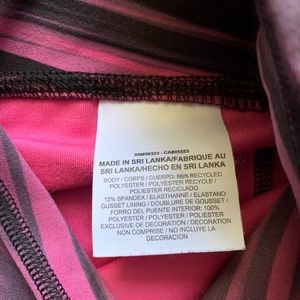 RN#56323 - CA#05553
MADE IN SRI LANKA/FABRIQUE AU
SRI LANKA/HECHO EN SRI LANKA
BODY / CORPS / CUERPO: 88% RECYCLED
POLYESTER / POLYESTER RECYCLÉ /
POLIÉSTER RECICLADO
12% SPANDEX / ÉLASTHANNE / ELASTANO
GUSSET LINING / DOUBLURE DE GOUSSET /
FORRO DEL PUENTE INTERIOR: 100%
POLYESTER / POLYESTER / POLIÉSTER
EXCLUSIVE OF DECORATION / DÉCORATION
NON COMPRISE / NO INCLUYE LA
DECORACIÓN